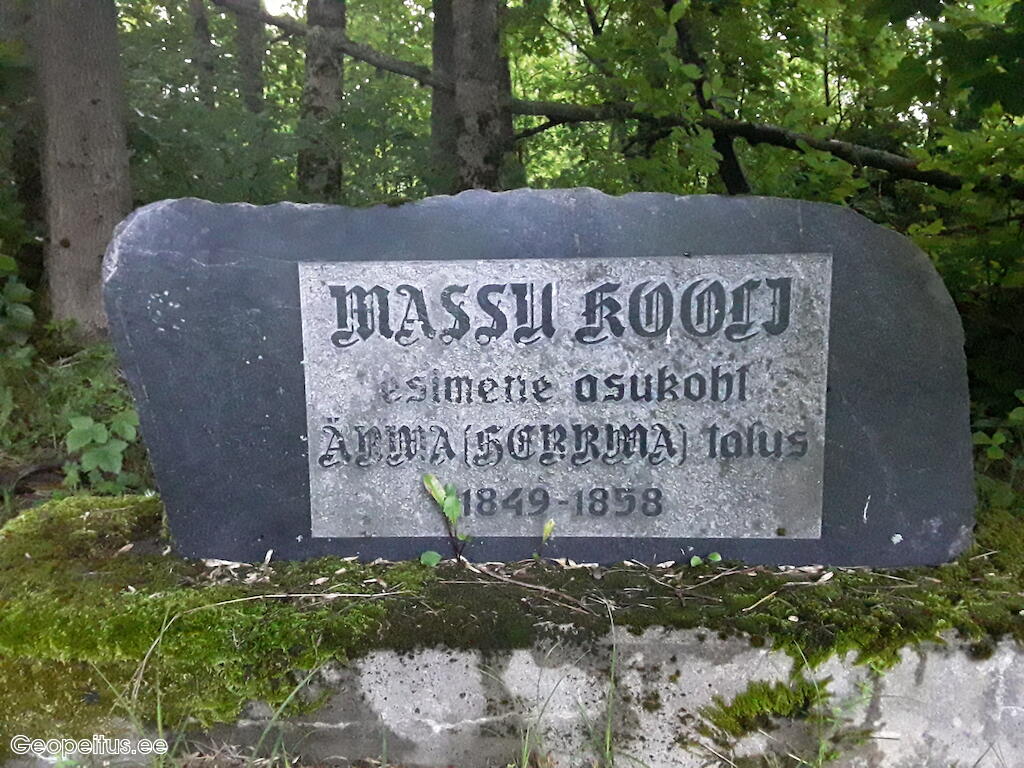 MASSU KOOLI
esimene asukoht
ÄRMA (HERRMA) talus
1849-1858
Geopeitus.ee